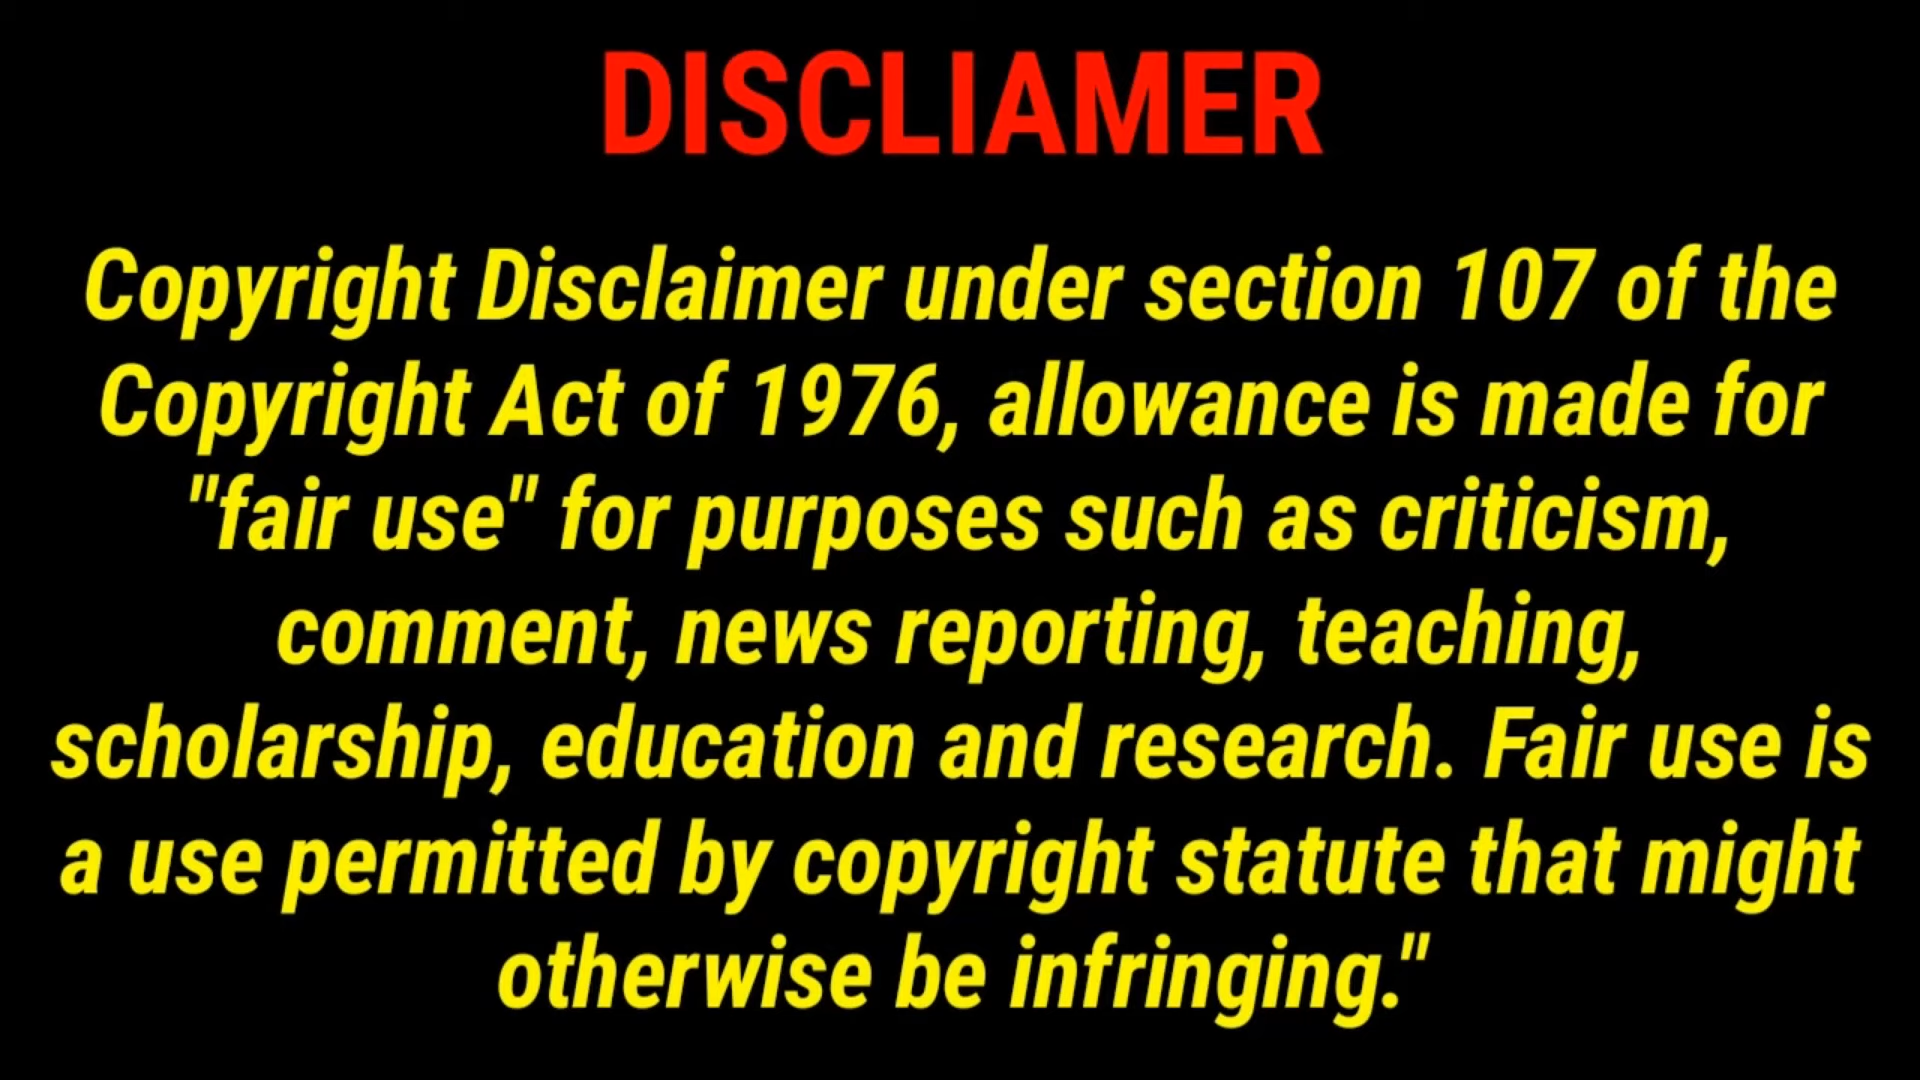 DISCLIAMER
Copyright Disclaimer under section 107 of the
Copyright Act of 1976, allowance is made for
"fair use" for purposes such as criticism,
comment, news reporting, teaching,
scholarship, education and research. Fair use is
a use permitted by copyright statute that might
otherwise be infringing."